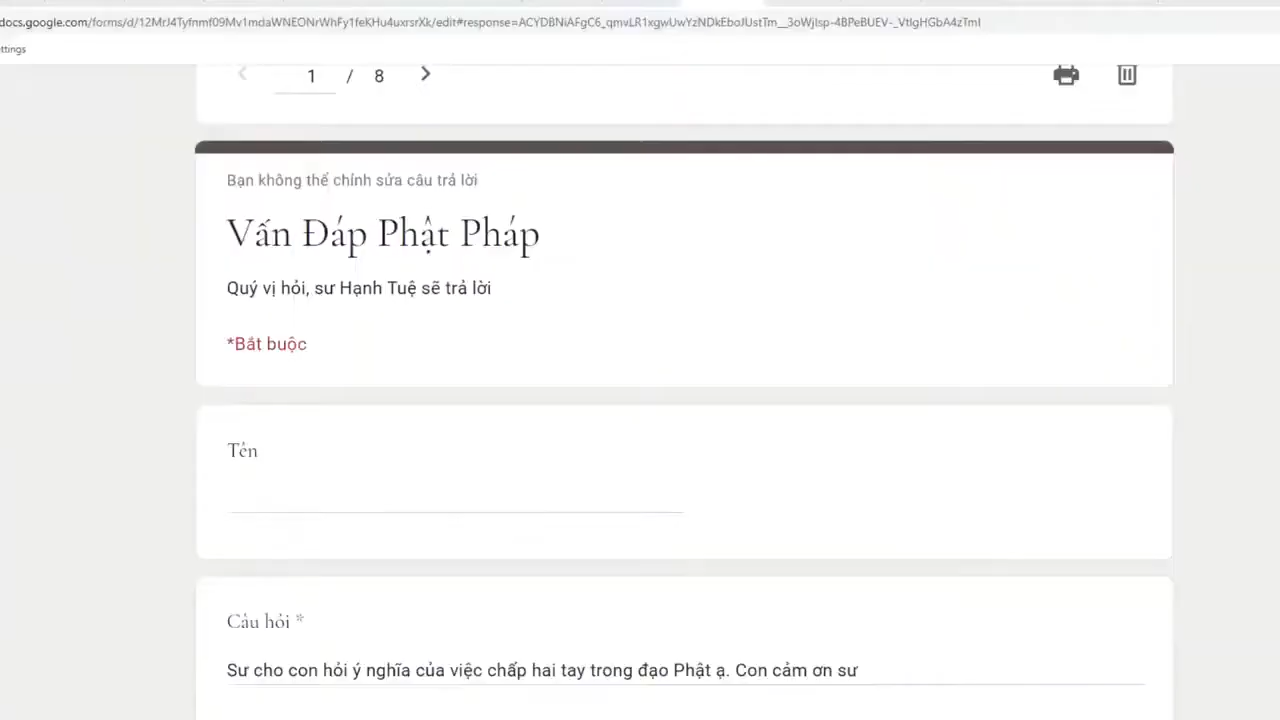 docs.google.com/forms/d/12MrJ4Tyfnmf09Mv1mdaWNEONrWhFy1feKHu4uxrsrXk/edit#response=ACYDBNiAFgC6_qmvLR1xgwUwYzNDkEboJUstTm__3oWjIsp-4BPeBUEV-_VtlgHGbA4zTmI
ttings
1 / 8
Bạn không thể chỉnh sửa câu trả lời
Vấn Đáp Phật Pháp
Quý vị hỏi, sư Hạnh Tuệ sẽ trả lời
*Bắt buộc
Tên
Câu hỏi *
Sư cho con hỏi ý nghĩa của việc chấp hai tay trong đạo Phật ạ. Con cảm ơn sư